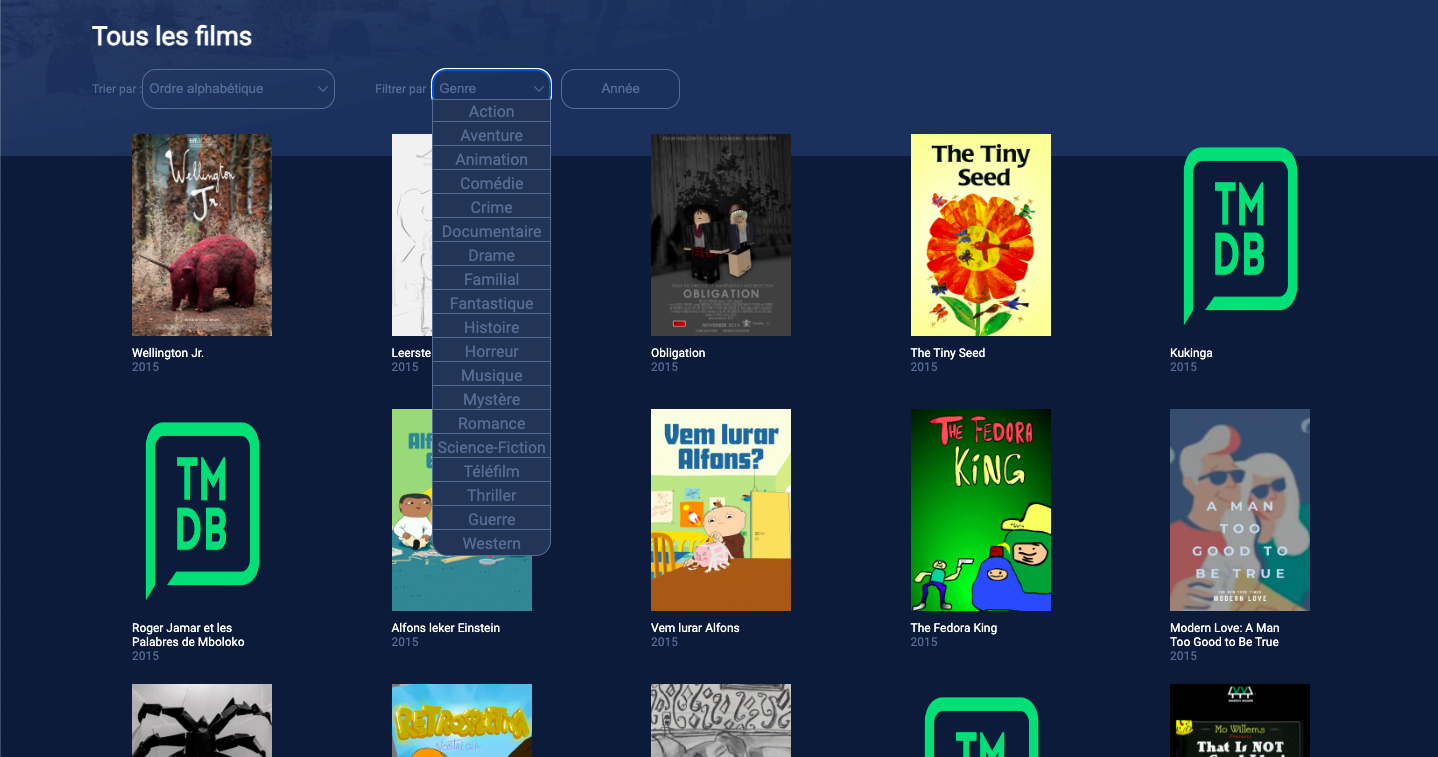 Tous les films
Trier par :
Ordre alphabétique
Filtrer par :
Genre
Année
Action
Aventure
Animation
Comédie
Crime
Documentaire
Drame
Familial
Fantastique
Histoire
Horreur
Musique
Mystère
Romance
Science-Fiction
Téléfilm
Thriller
Guerre
Western
Wellington
Jr.
OBLIGATION
NOVEMBER 2015
The Tiny
Seed
TM
DB
Wellington Jr.
2015
Leerste
2015
Obligation
2015
The Tiny Seed
2015
Kukinga
2015
TM
DB
Alf
Vem lurar
Alfons?
THE FEDORA
KING
A MAN
TOO
GOOD TO
BE TRUE
MODERN LOVE
Roger Jamar et les
Palabres de Mboloko
2015
Alfons leker Einstein
2015
Vem lurar Alfons
2015
The Fedora King
2015
Modern Love: A Man
Too Good to Be True
2015
TM
Mo Willems
That Is NOT